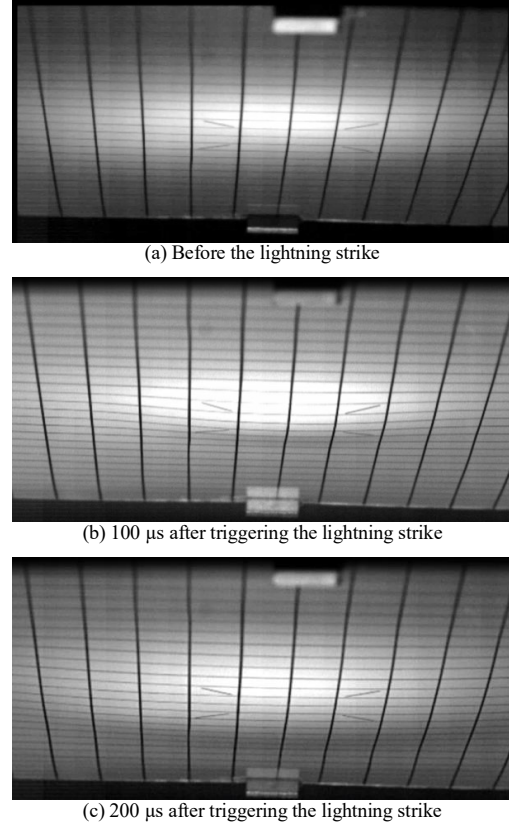 (a) Before the lightning strike
(b) 100 µs after triggering the lightning strike
(c) 200 µs after triggering the lightning strike